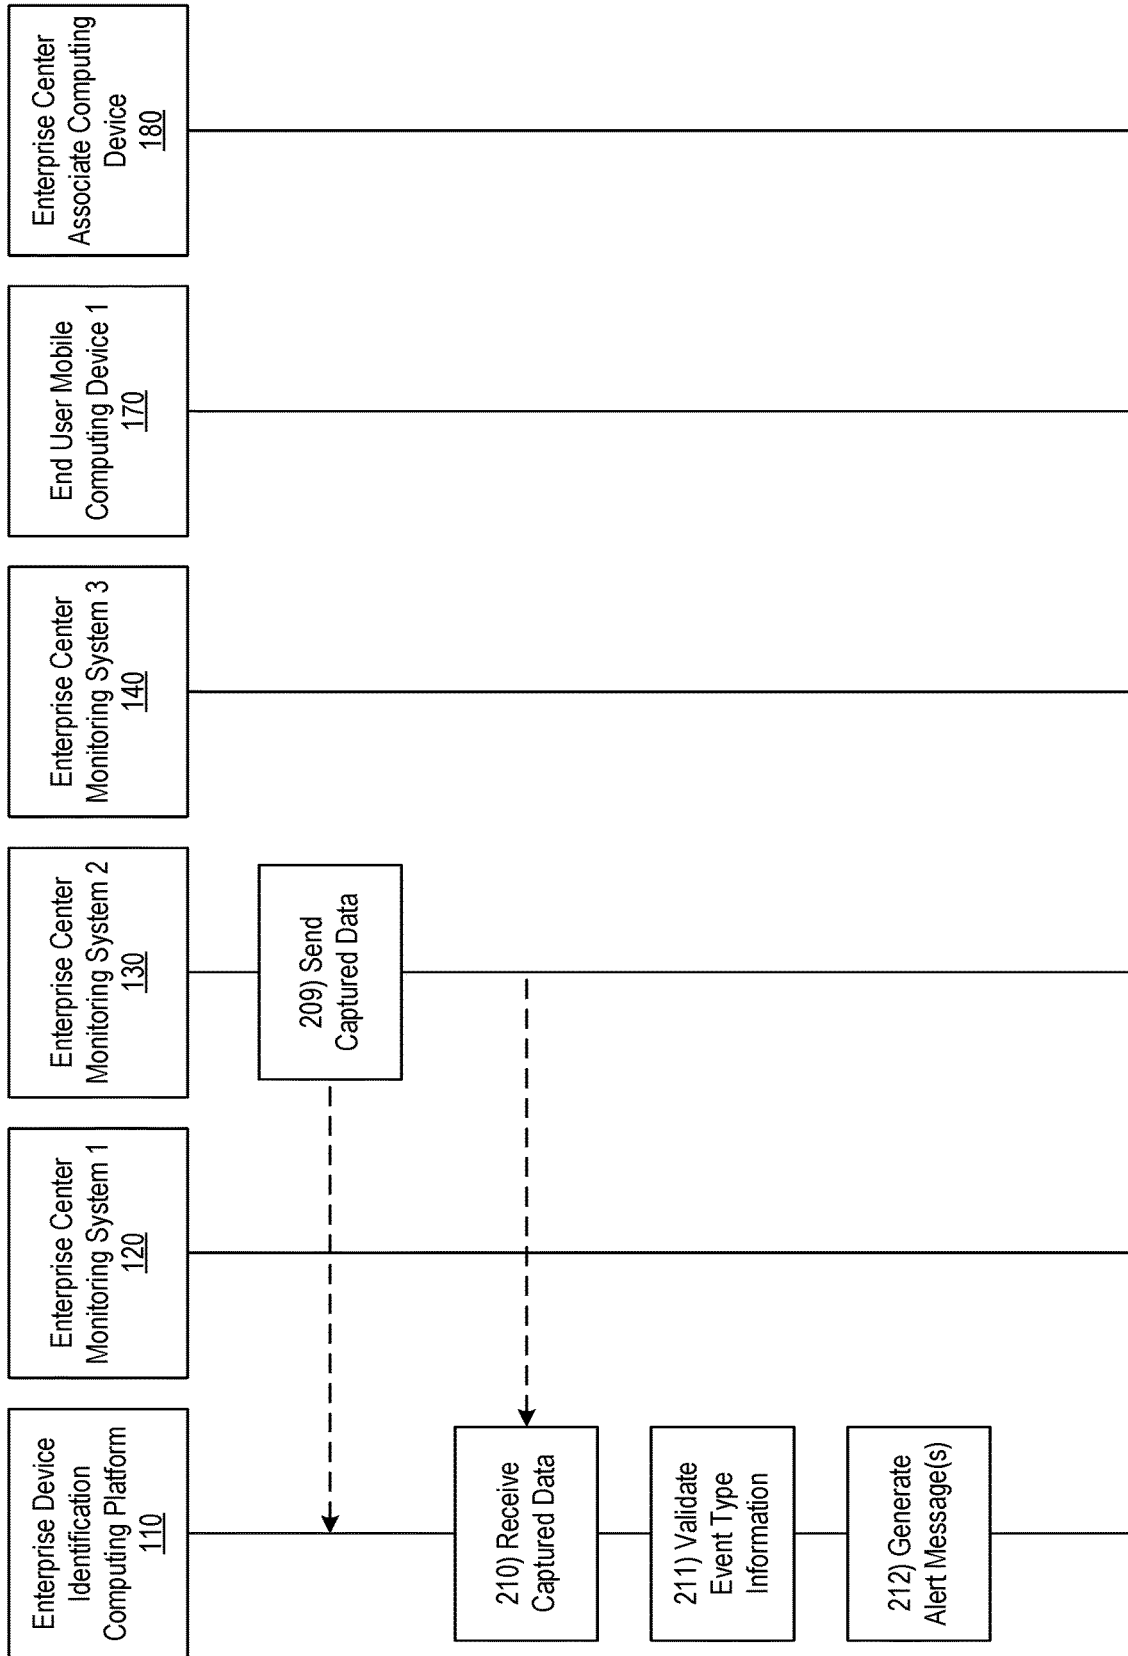 Enterprise Device
Identification
Computing Platform
110
Enterprise Center
Monitoring System 1
120
Enterprise Center
Monitoring System 2
130
Enterprise Center
Monitoring System 3
140
End User Mobile
Computing Device 1
170
Enterprise Center
Associate Computing
Device
180
209) Send
Captured Data
210) Receive
Captured Data
211) Validate
Event Type
Information
212) Generate
Alert Message(s)